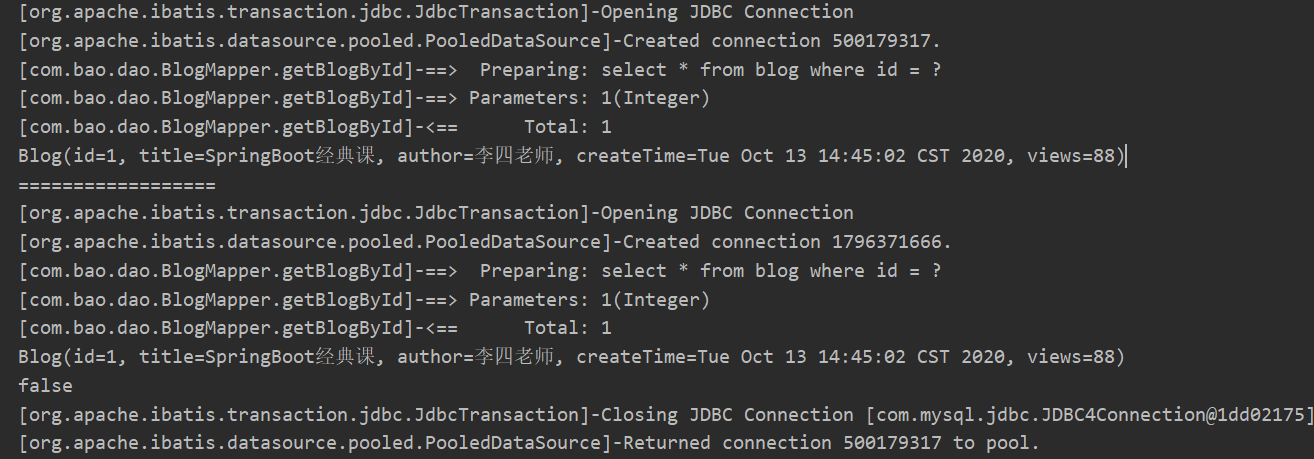 [org.apache.ibatis.transaction.jdbc.JdbcTransaction]-Opening JDBC Connection
[org.apache.ibatis.datasource.pooled.PooledDataSource]-Created connection 500179317.
[com.bao.dao.BlogMapper.getBlogById]-==>  Preparing: select * from blog where id = ?
[com.bao.dao.BlogMapper.getBlogById]-==> Parameters: 1(Integer)
[com.bao.dao.BlogMapper.getBlogById]-<==      Total: 1
Blog(id=1, title=SpringBoot经典课, author=李四老师, createTime=Tue Oct 13 14:45:02 CST 2020, views=88)
==================
[org.apache.ibatis.transaction.jdbc.JdbcTransaction]-Opening JDBC Connection
[org.apache.ibatis.datasource.pooled.PooledDataSource]-Created connection 1796371666.
[com.bao.dao.BlogMapper.getBlogById]-==>  Preparing: select * from blog where id = ?
[com.bao.dao.BlogMapper.getBlogById]-==> Parameters: 1(Integer)
[com.bao.dao.BlogMapper.getBlogById]-<==      Total: 1
Blog(id=1, title=SpringBoot经典课, author=李四老师, createTime=Tue Oct 13 14:45:02 CST 2020, views=88)
false
[org.apache.ibatis.transaction.jdbc.JdbcTransaction]-Closing JDBC Connection [com.mysql.jdbc.JDBC4Connection@1dd02175]
[org.apache.ibatis.datasource.pooled.PooledDataSource]-Returned connection 500179317 to pool.